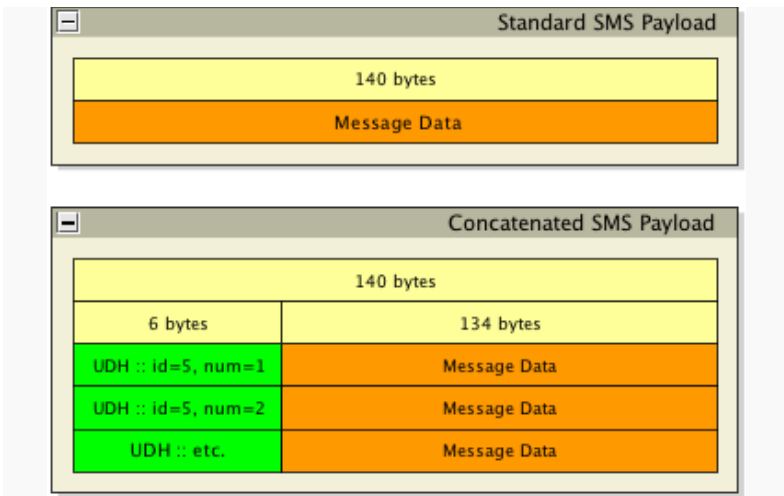 Standard SMS Payload
140 bytes
Message Data
Concatenated SMS Payload
140 bytes
6 bytes 134 bytes
UDH :: id=5, num=1 Message Data
UDH :: id=5, num=2 Message Data
UDH :: etc. Message Data